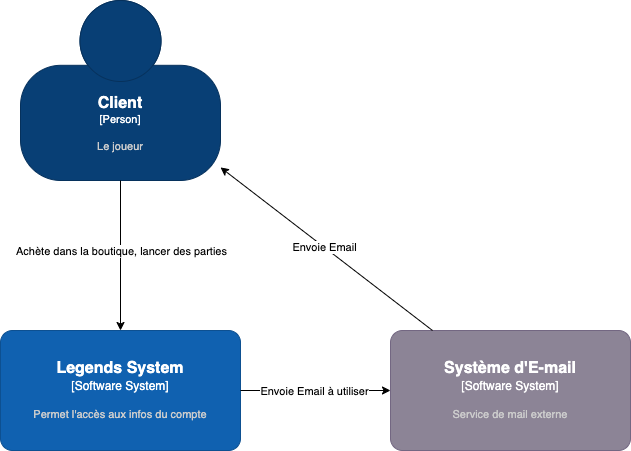 Client
[Person]
Le joueur
Achète dans la boutique, lancer des parties
Envoie Email
Legends System
[Software System]
Permet l'accès aux infos du compte
Envoie Email à utiliser
Système d'E-mail
[Software System]
Service de mail externe